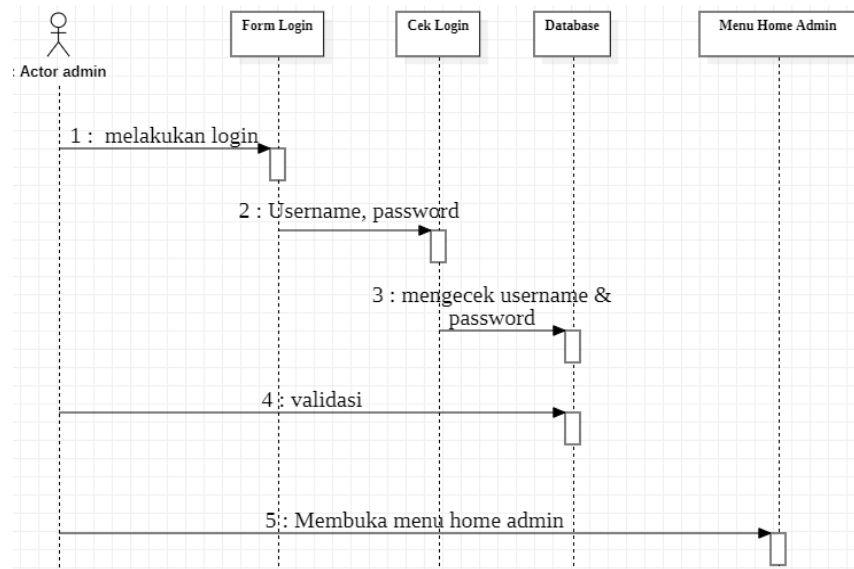 Form Login
Cek Login
Database
Menu Home Admin
: Actor admin
1 : melakukan login
2 : Username, password
3 : mengecek username &
password
4 : validasi
5 : Membuka menu home admin